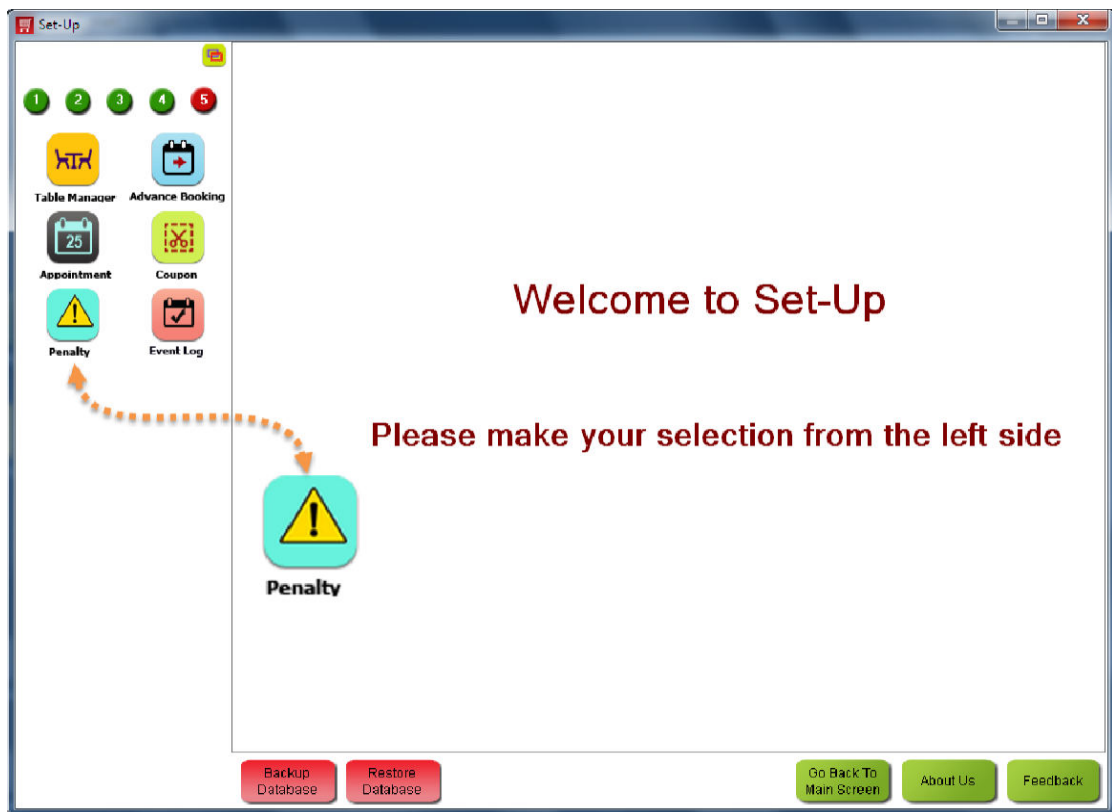 Set-Up
1 2 3 4 5
Table Manager Advance Booking
25
Appointment Coupon
Penalty Event Log
Welcome to Set-Up
Please make your selection from the left side
Penalty
Backup
Database
Restore
Database
Go Back To
Main Screen
About Us
Feedback